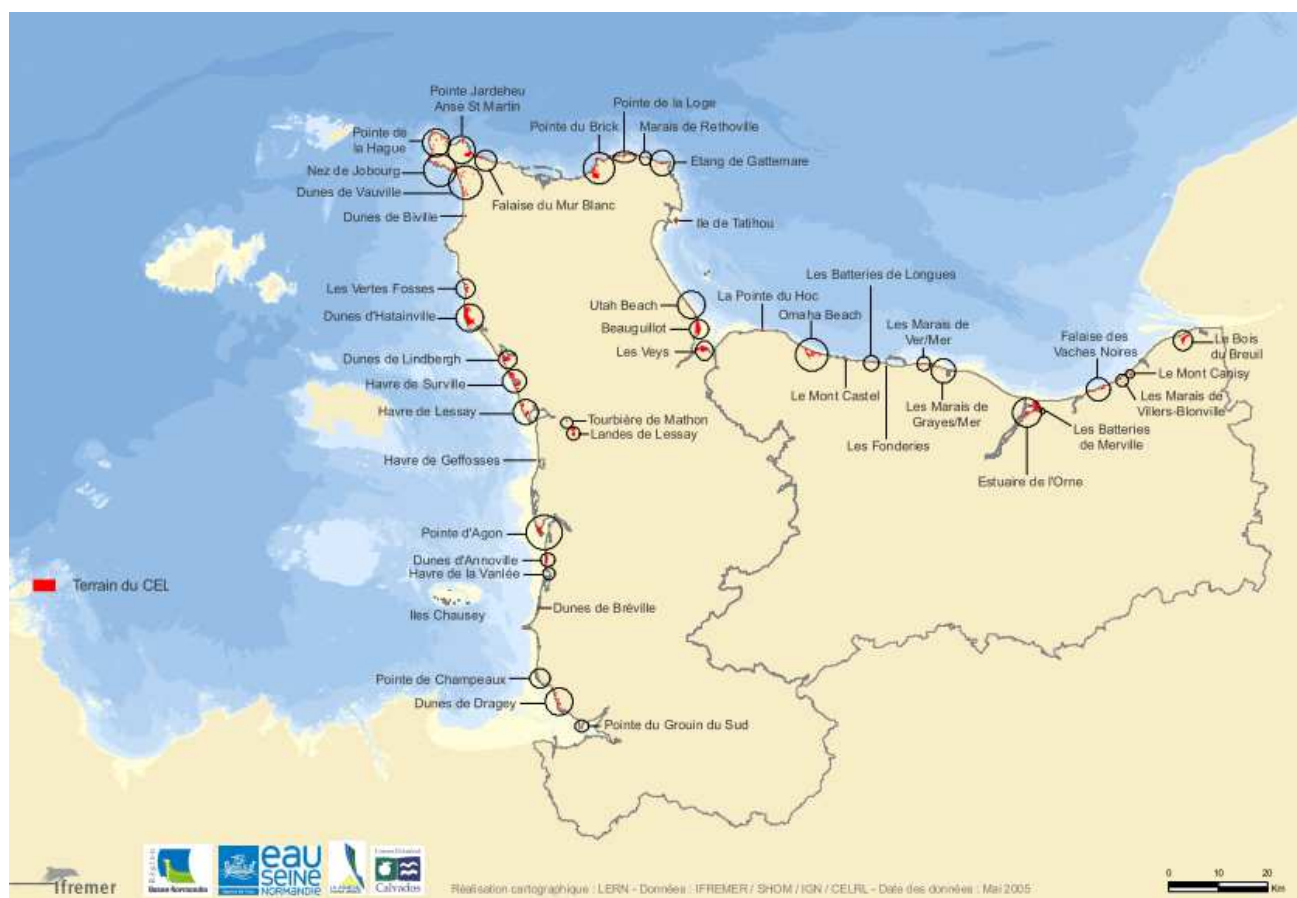 Pointe Jardeheu
Anse St Martin
Pointe de la Loge
Pointe de
la Hague
Pointe du Brick
Marais de Rethoville
Nez de Jobourg
Etang de Gattemare
Dunes de Vauville
Falaise du Mur Blanc
Dunes de Biville
Ile de Tatihou
Les Vertes Fosses
Dunes d'Hatainville
Utah Beach
Beauguillot
Les Veys
La Pointe du Hoc
Les Batteries de Longues
Omaha Beach
Les Marais de
Ver/Mer
Falaise des
Vaches Noires
Le Bois
du Breuil
Dunes de Lindbergh
Havre de Surville
Havre de Lessay
Tourbière de Mathon
Landes de Lessay
Le Mont Castel
Les Fonderies
Les Marais de
Grayes/Mer
Le Mont Canisy
Les Marais de
Villers-Blonville
Les Batteries
de Merville
Estuaire de l'Orne
Havre de Geffosses
Pointe d'Agon
Dunes d'Annoville
Havre de la Vanlée
Terrain du CEL
Iles Chausey
Dunes de Bréville
Pointe de Champeaux
Dunes de Dragey
Pointe du Grouin du Sud
Ifremer
Basse-Normandie
eau
SEINE
NORMANDIE
Calvados
Réalisation cartographique : LERN - Données : IFREMER / SHOM / IGN / CELRL - Date des données : Mai 2005
0 10 20
Km